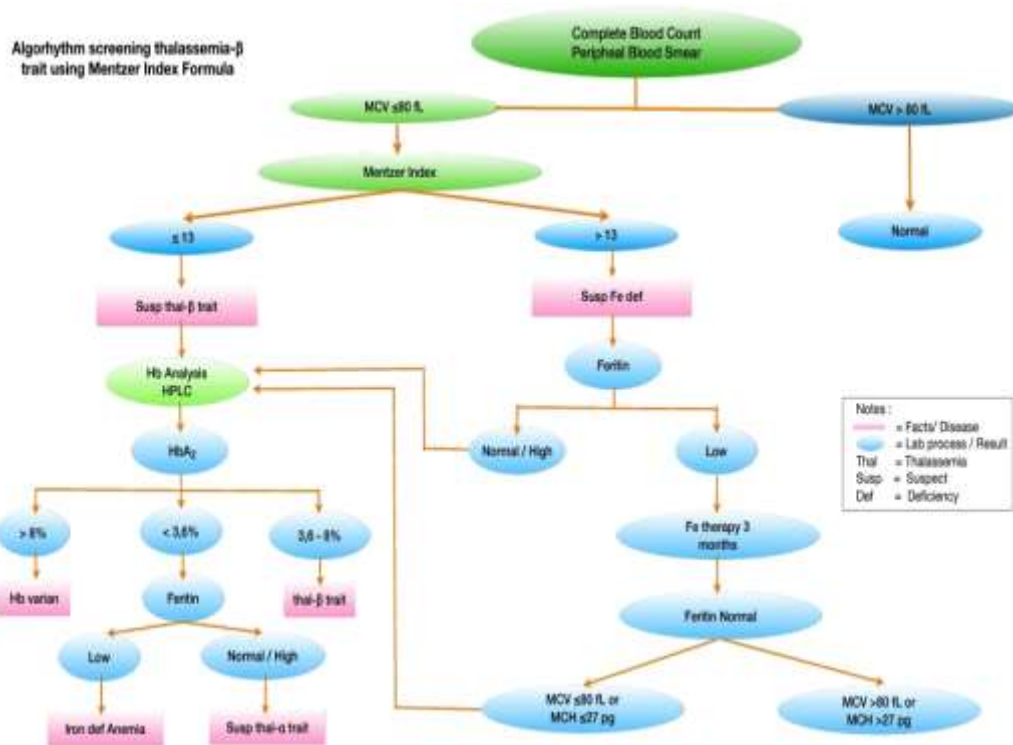 Algorhythm screening thalassemia-β
trait using Mentzer Index Formula
Complete Blood Count
Peripheal Blood Smear
MCV ≤80 fL
MCV > 80 fL
Mentzer Index
≤ 13
> 13
Normal
Susp thal-β trait
Susp Fe def
Hb Analysis
HPLC
Feritin
Normal / High
Low
HbA₂
Notes :
= Facts/ Disease
= Lab process / Result
Thal = Thalassemia
Susp = Suspect
Def = Deficiency
> 8%
< 3,6%
3,6 - 8%
Fe therapy 3
months
Hb varian
Feritin
thal-β trait
Feritin Normal
Low
Normal / High
MCV ≤80 fL or
MCH ≤27 pg
MCV >80 fL or
MCH >27 pg
Iron def Anemia
Susp thal-α trait